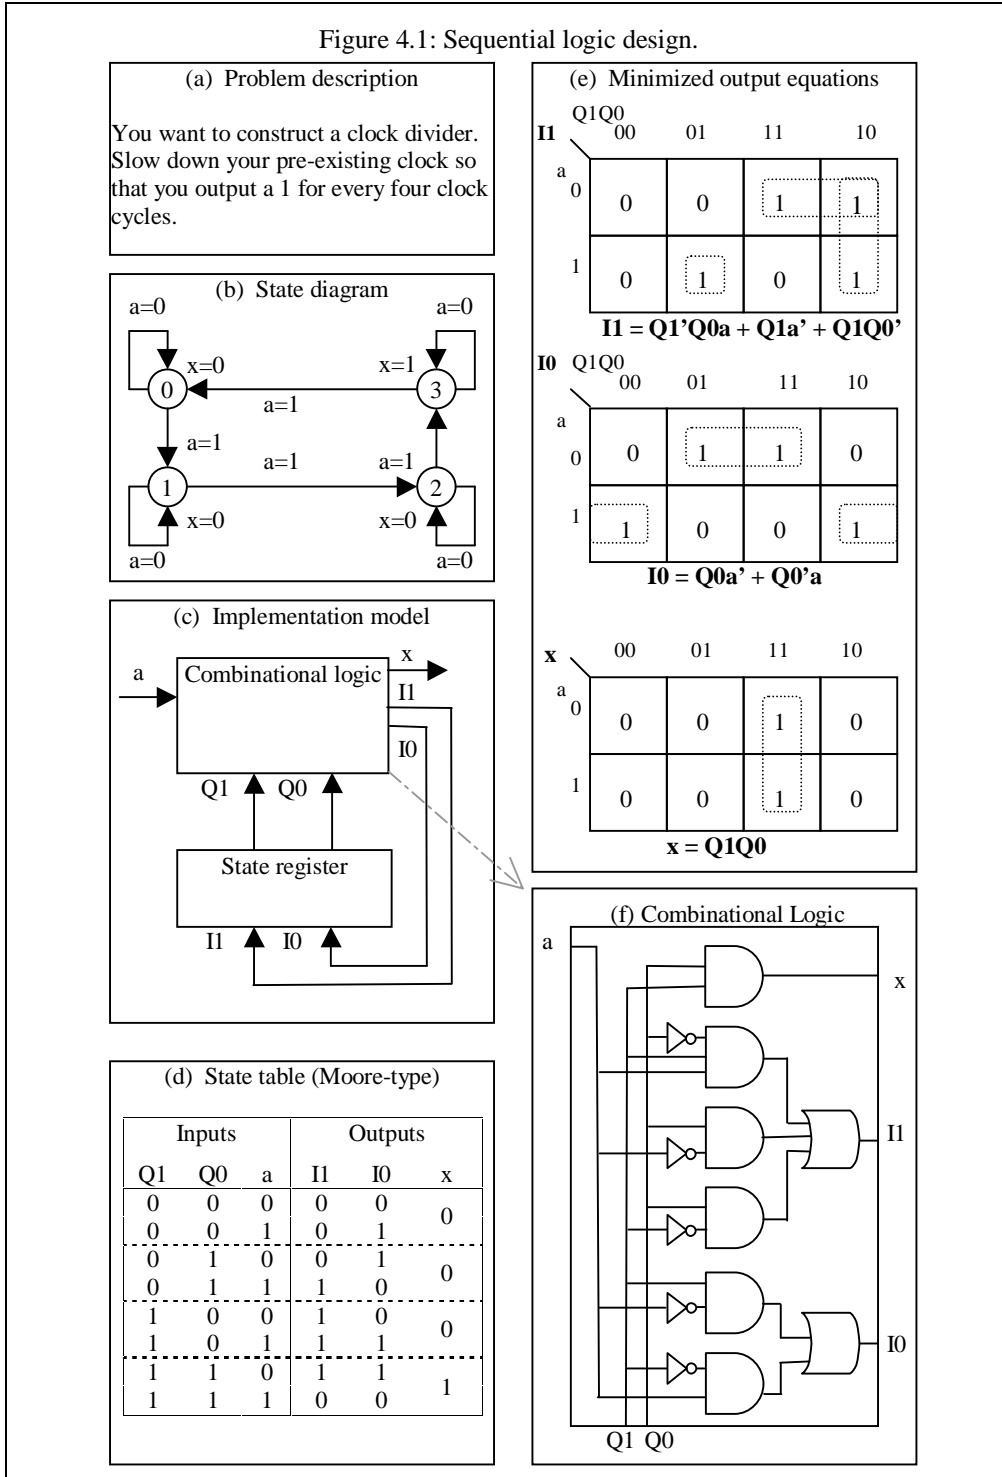 Figure 4.1: Sequential logic design.
(a) Problem description
You want to construct a clock divider.
Slow down your pre-existing clock so
that you output a 1 for every four clock
cycles.
(b) State diagram
a=0 a=0
x=0 x=1
0 3
a=1
a=1 a=1 a=1
1 2
x=0 x=0
a=0 a=0
(c) Implementation model
a Combinational logic x
I1
I0
Q1 Q0
State register
I1 I0
(d) State table (Moore-type)
Inputs Outputs
Q1 Q0 a I1 I0 x
0 0 0 0 0 0
0 0 1 0 1
0 1 0 0 1 0
0 1 1 1 0
1 0 0 1 0 0
1 0 1 1 1
1 1 0 1 1 1
1 1 1 0 0
(e) Minimized output equations
I1 Q1Q0 00 01 11 10
a
0 0 0 1 1
1 0 1 0 1
I1 = Q1’Q0a + Q1a’ + Q1Q0’
I0 Q1Q0 00 01 11 10
a
0 0 1 1 0
1 1 0 0 1
I0 = Q0a’ + Q0’a
x 00 01 11 10
a
0 0 0 1 0
1 0 0 1 0
x = Q1Q0
(f) Combinational Logic
a
x
I1
I0
Q1 Q0